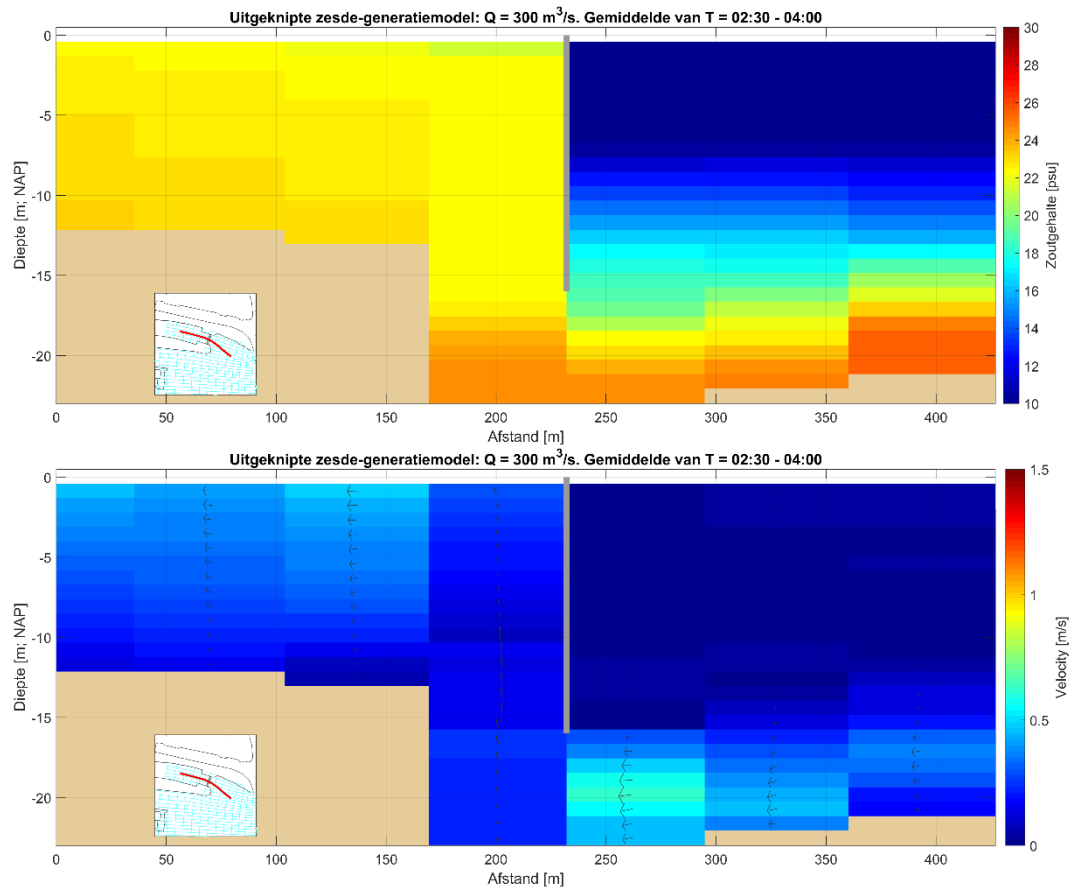 Uitgeknipte zesde-generatiemodel: Q = 300 m³/s. Gemiddelde van T = 02:30 - 04:00
0
-5
-10
-15
-20
Diepte [m; NAP]
0 50 100 150 200 250 300 350 400
Afstand [m]
30
28
26
24
22
20
18
16
14
12
10
Zoutgehalte [psu]
Uitgeknipte zesde-generatiemodel: Q = 300 m³/s. Gemiddelde van T = 02:30 - 04:00
0
-5
-10
-15
-20
Diepte [m; NAP]
0 50 100 150 200 250 300 350 400
Afstand [m]
1.5
1
0.5
0
Velocity [m/s]